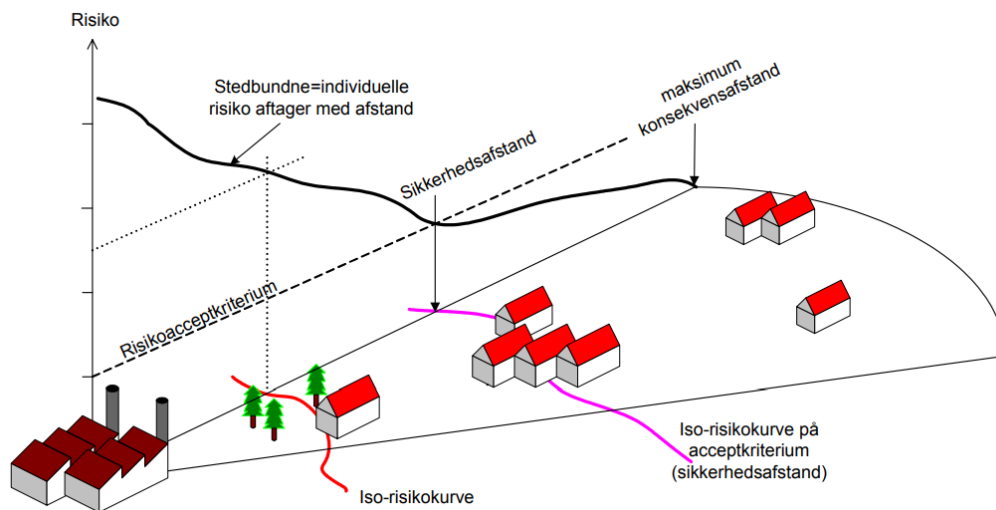 Risiko
Stedbundne=individuelle
risiko aftager med afstand
Sikkerhedsafstand
maksimum
konsekvensafstand
Risikoacceptkriterium
Iso-risikokurve på
acceptkriterium
(sikkerhedsafstand)
Iso-risikokurve